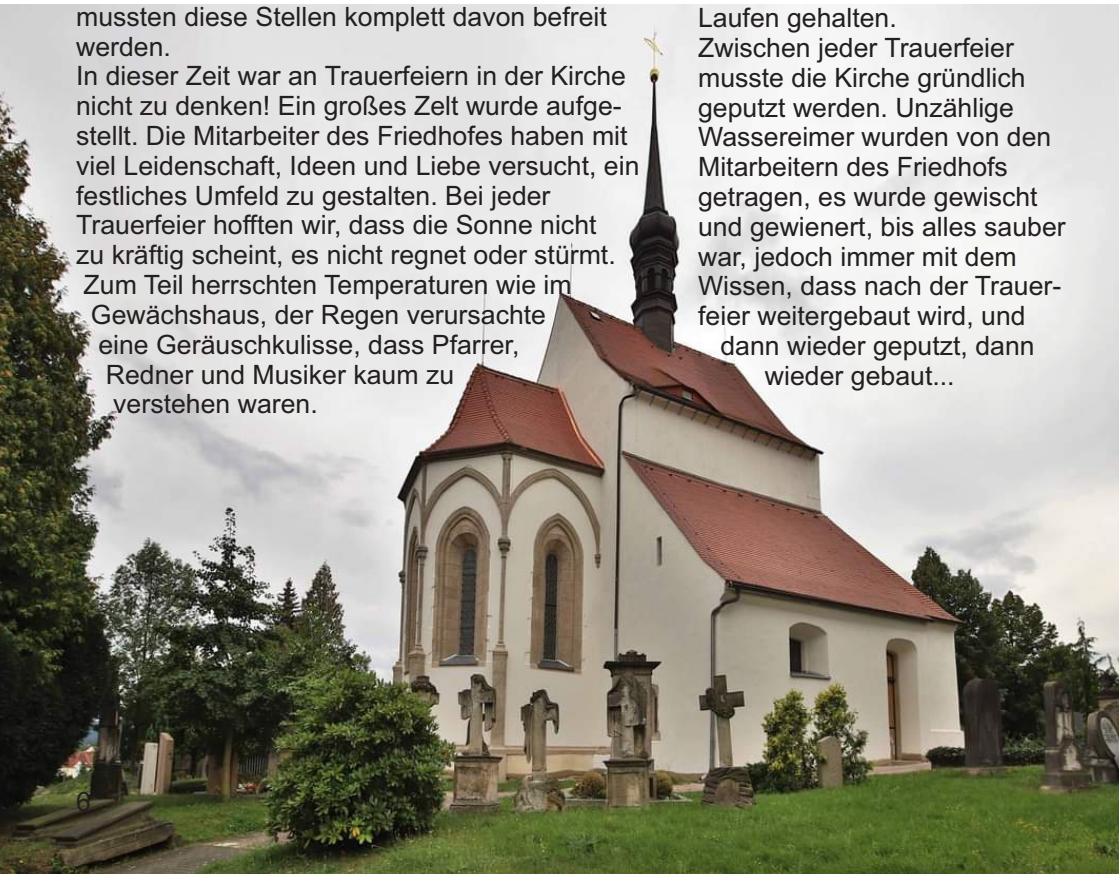 mussten diese Stellen komplett davon befreit
werden.
In dieser Zeit war an Trauerfeiern in der Kirche
nicht zu denken! Ein großes Zelt wurde aufge-
stellt. Die Mitarbeiter des Friedhofes haben mit
viel Leidenschaft, Ideen und Liebe versucht, ein
festliches Umfeld zu gestalten. Bei jeder
Trauerfeier hofften wir, dass die Sonne nicht
zu kräftig scheint, es nicht regnet oder stürmt.
Zum Teil herrschten Temperaturen wie im
Gewächshaus, der Regen verursachte
eine Geräuschkulisse, dass Pfarrer,
Redner und Musiker kaum zu
verstehen waren.
Laufen gehalten.
Zwischen jeder Trauerfeier
musste die Kirche gründlich
geputzt werden. Unzählige
Wassereimer wurden von den
Mitarbeitern des Friedhofs
getragen, es wurde gewischt
und gewienert, bis alles sauber
war, jedoch immer mit dem
Wissen, dass nach der Trauer-
feier weitergebaut wird, und
dann wieder geputzt, dann
wieder gebaut...
6